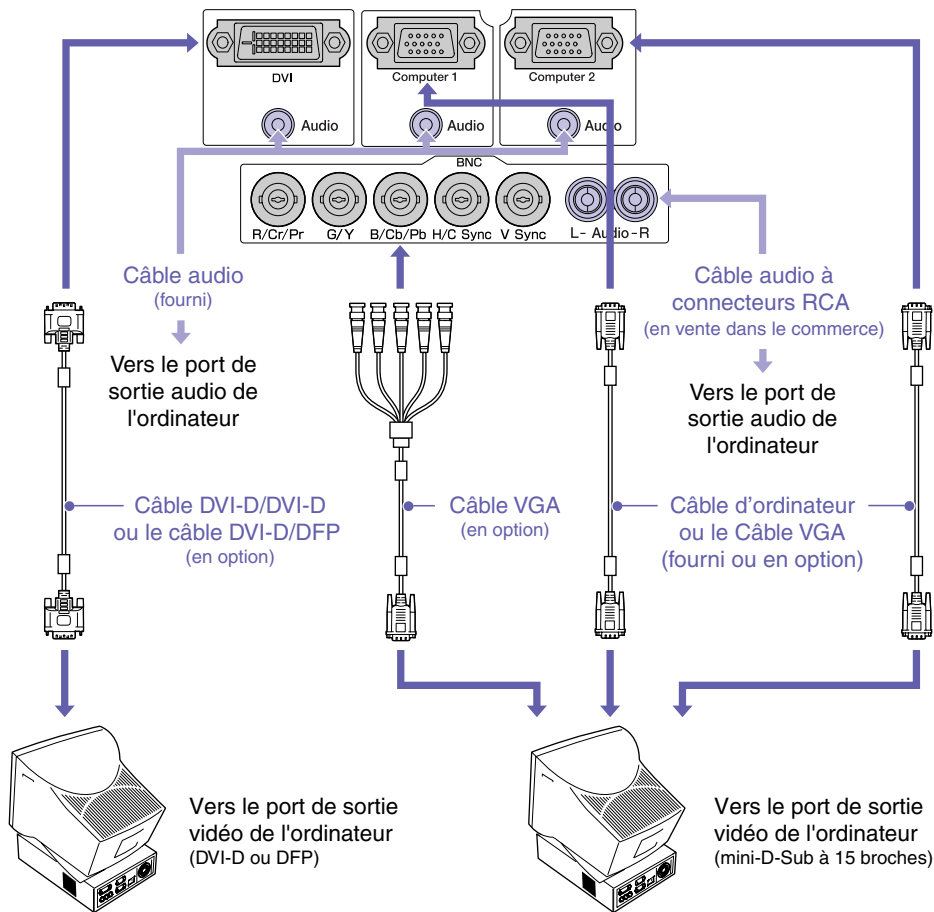 DVI
Computer 1
Computer 2
Audio
Audio
Audio
BNC
R/Cr/Pr
G/Y
B/Cb/Pb
H/C Sync
V Sync
L- Audio -R
Câble audio
(fourni)
Vers le port de
sortie audio de
l'ordinateur
Câble audio à
connecteurs RCA
(en vente dans le commerce)
Vers le port de
sortie audio de
l'ordinateur
Câble DVI-D/DVI-D
ou le câble DVI-D/DFP
(en option)
Câble VGA
(en option)
Câble d’ordinateur
ou le Câble VGA
(fourni ou en option)
Vers le port de sortie
vidéo de l'ordinateur
(DVI-D ou DFP)
Vers le port de sortie
vidéo de l'ordinateur
(mini-D-Sub à 15 broches)